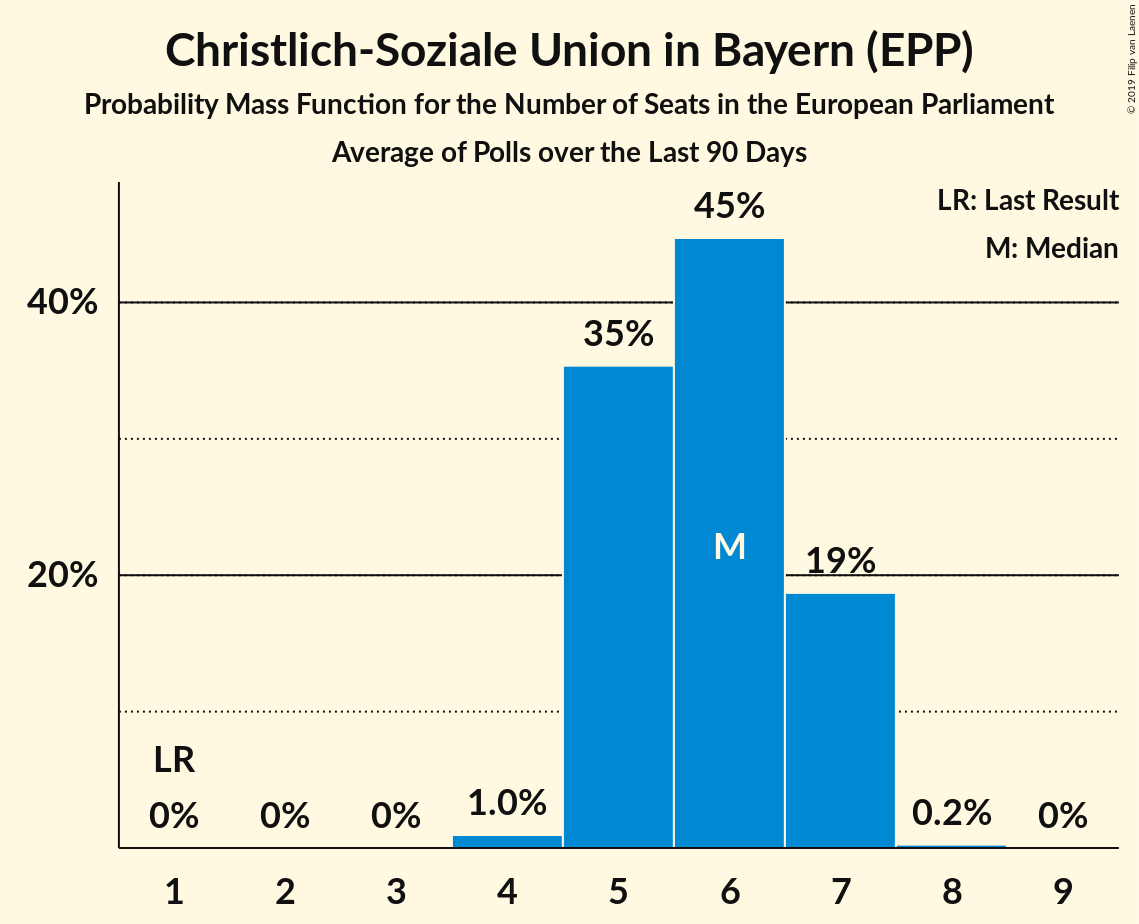 Christlich-Soziale Union in Bayern (EPP)
Probability Mass Function for the Number of Seats in the European Parliament
Average of Polls over the Last 90 Days
© 2019 Filip van Laenen
LR: Last Result
M: Median
45%
40%
35%
M
19%
20%
LR
0%
0%
0%
1.0%
0.2%
0%
1 2 3 4 5 6 7 8 9